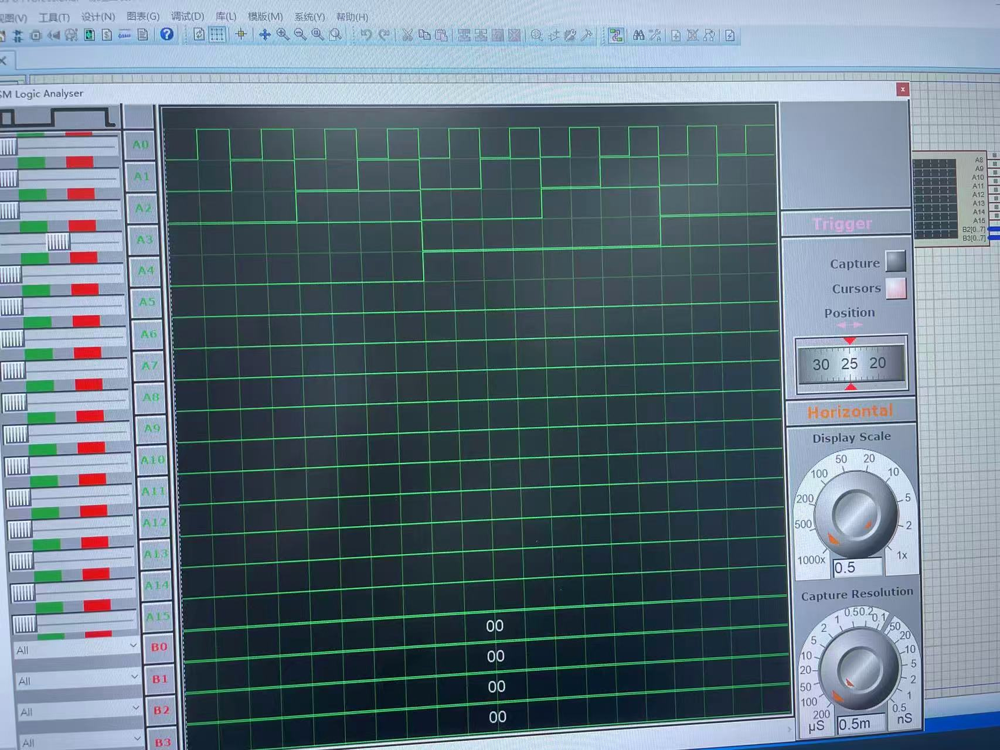 视图(V) 工具(T) 设计(N) 图表(G) 调试(D) 库(L) 模版(M) 系统(Y) 帮助(H)
SM Logic Analyser
A0
A1
A2
A3
A4
A5
A6
A7
A8
A9
A10
A11
A12
A13
A14
A15
All B0
All B1
All B2
All B3
00
00
00
00
Trigger
Capture
Cursors
Position
30 25 20
Horizontal
Display Scale
1000x 500 200 100 50 20 10 5 2 1x
0.5
Capture Resolution
200 100 50 20 10 5 2 1 0.5 0.2 0.1 50 20 10 5 2 1 0.5
µS 0.5m nS
A8
A9
A10
A11
A12
A13
A14
A15
B2[0..7]
B3[0..7]